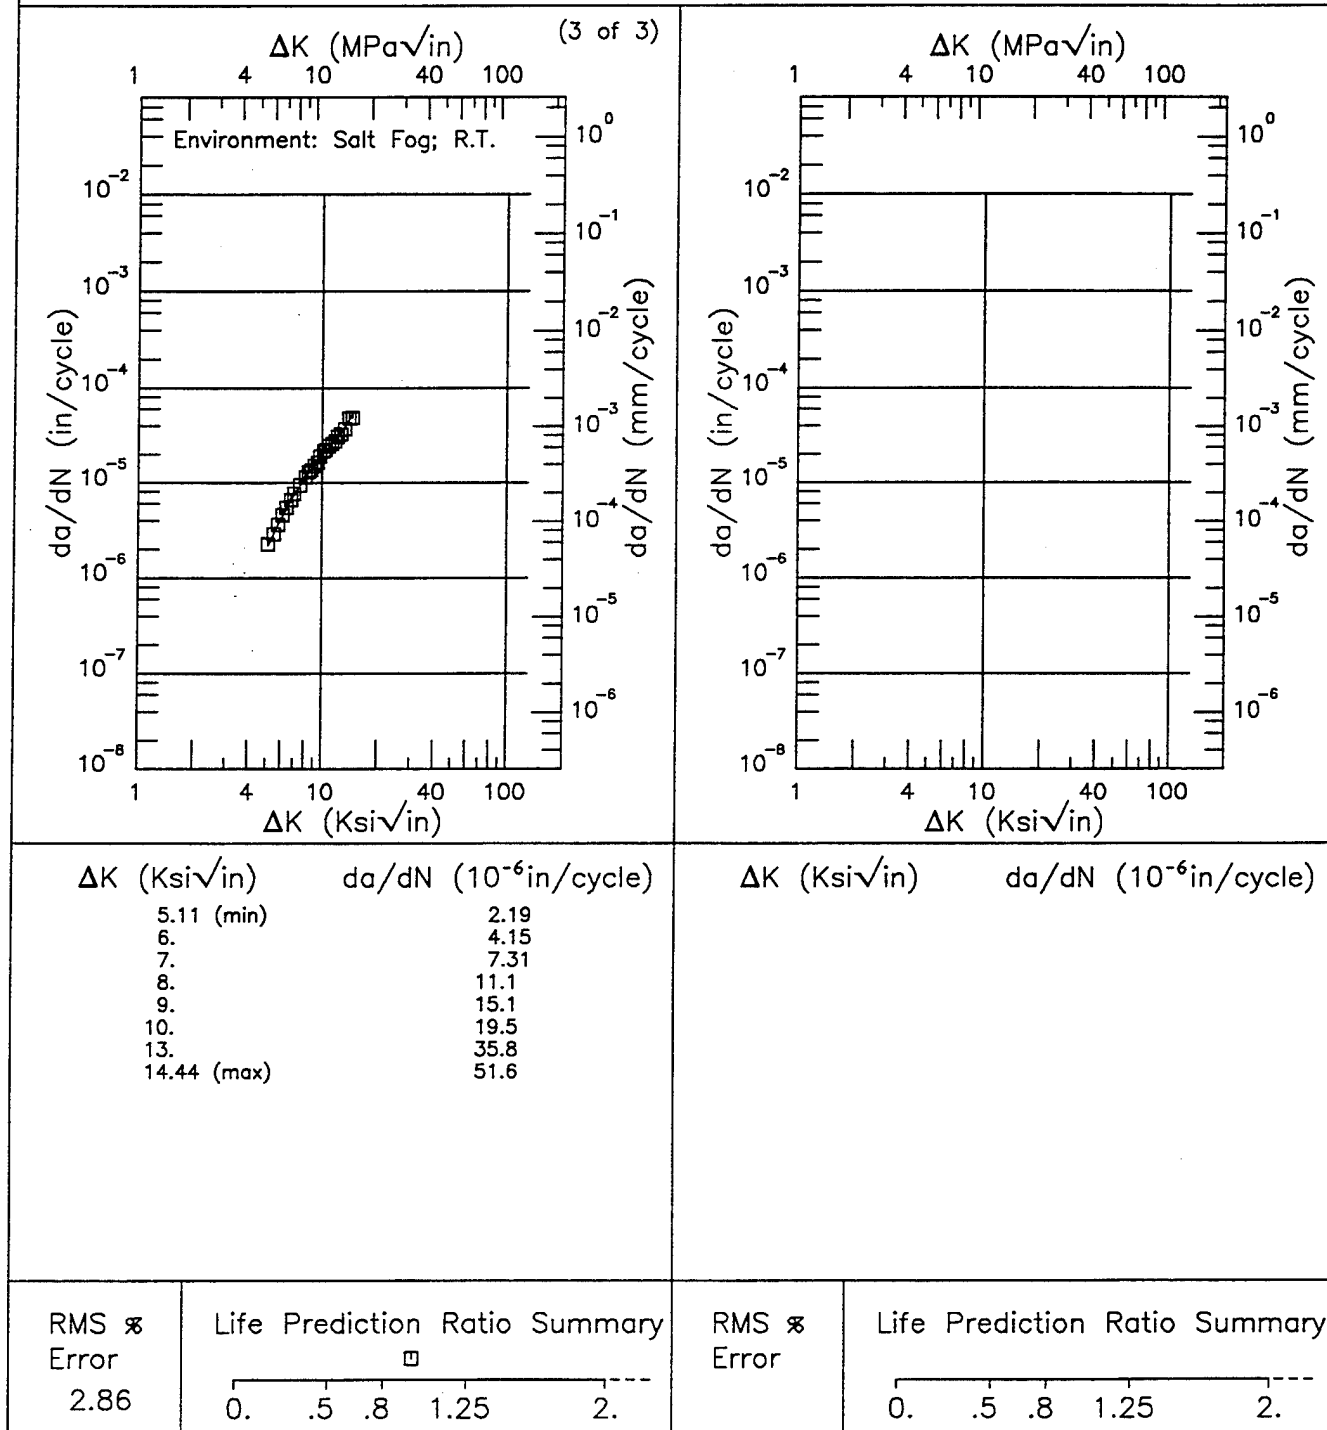 (3 of 3)
ΔK (MPa√in)
1 4 10 40 100
Environment: Salt Fog; R.T.
da/dN (in/cycle)
10⁻²
10⁻³
10⁻⁴
10⁻⁵
10⁻⁶
10⁻⁷
10⁻⁸
10⁰
10⁻¹
10⁻²
10⁻³
10⁻⁴
10⁻⁵
10⁻⁶
da/dN (mm/cycle)
1 4 10 40 100
ΔK (Ksi√in)
ΔK (MPa√in)
1 4 10 40 100
da/dN (in/cycle)
10⁻²
10⁻³
10⁻⁴
10⁻⁵
10⁻⁶
10⁻⁷
10⁻⁸
10⁰
10⁻¹
10⁻²
10⁻³
10⁻⁴
10⁻⁵
10⁻⁶
da/dN (mm/cycle)
1 4 10 40 100
ΔK (Ksi√in)
ΔK (Ksi√in) da/dN (10⁻⁶in/cycle)
5.11 (min) 2.19
6. 4.15
7. 7.31
8. 11.1
9. 15.1
10. 19.5
13. 35.8
14.44 (max) 51.6
ΔK (Ksi√in) da/dN (10⁻⁶in/cycle)
RMS %
Error
2.86
Life Prediction Ratio Summary
0. .5 .8 1.25 2.
RMS %
Error
Life Prediction Ratio Summary
0. .5 .8 1.25 2.